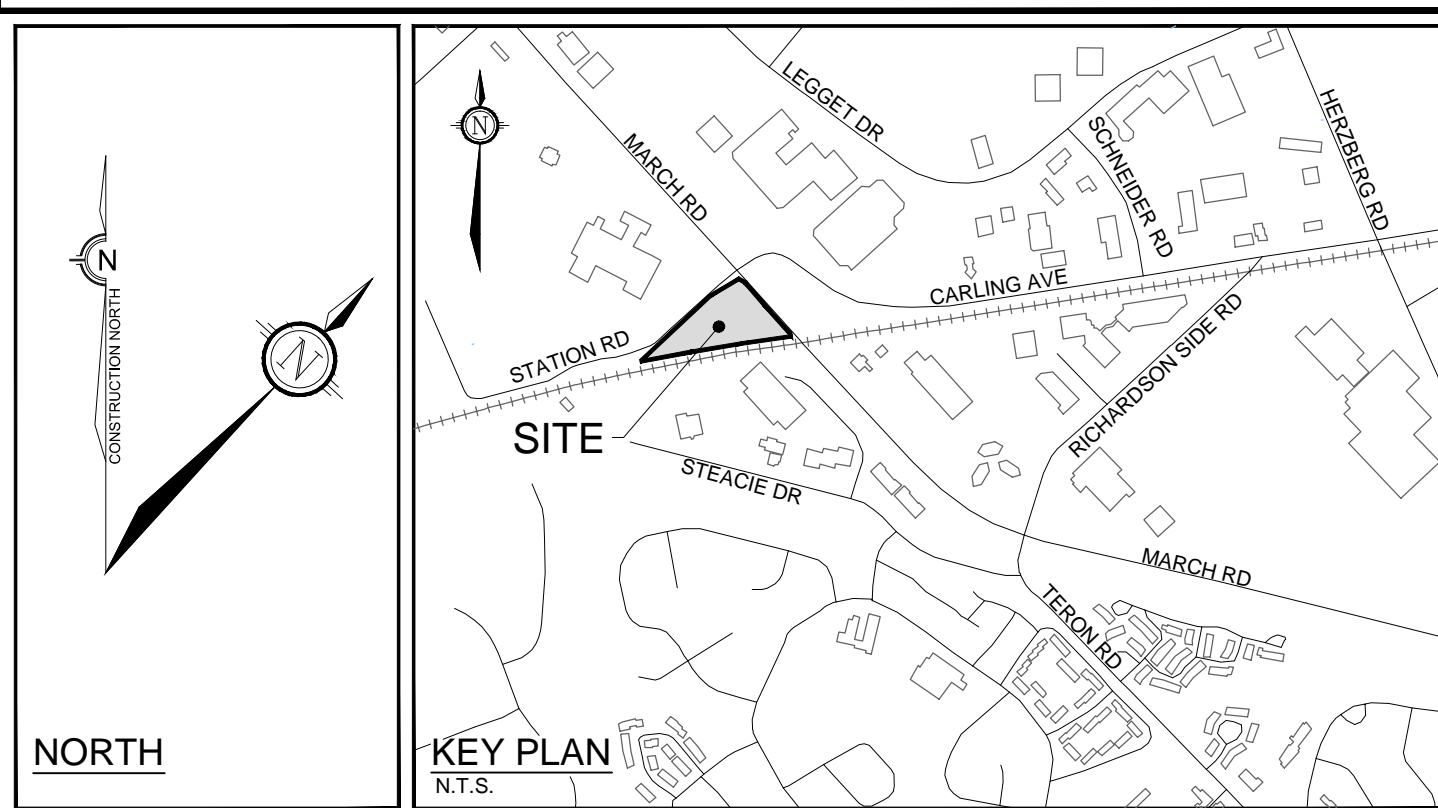 N
CONSTRUCTION NORTH
N
NORTH
N
LEGGET DR
MARCH RD
SCHNEIDER RD
HERZBERG RD
CARLING AVE
STATION RD
RICHARDSON SIDE RD
SITE
STEACIE DR
MARCH RD
TERON RD
KEY PLAN
N.T.S.